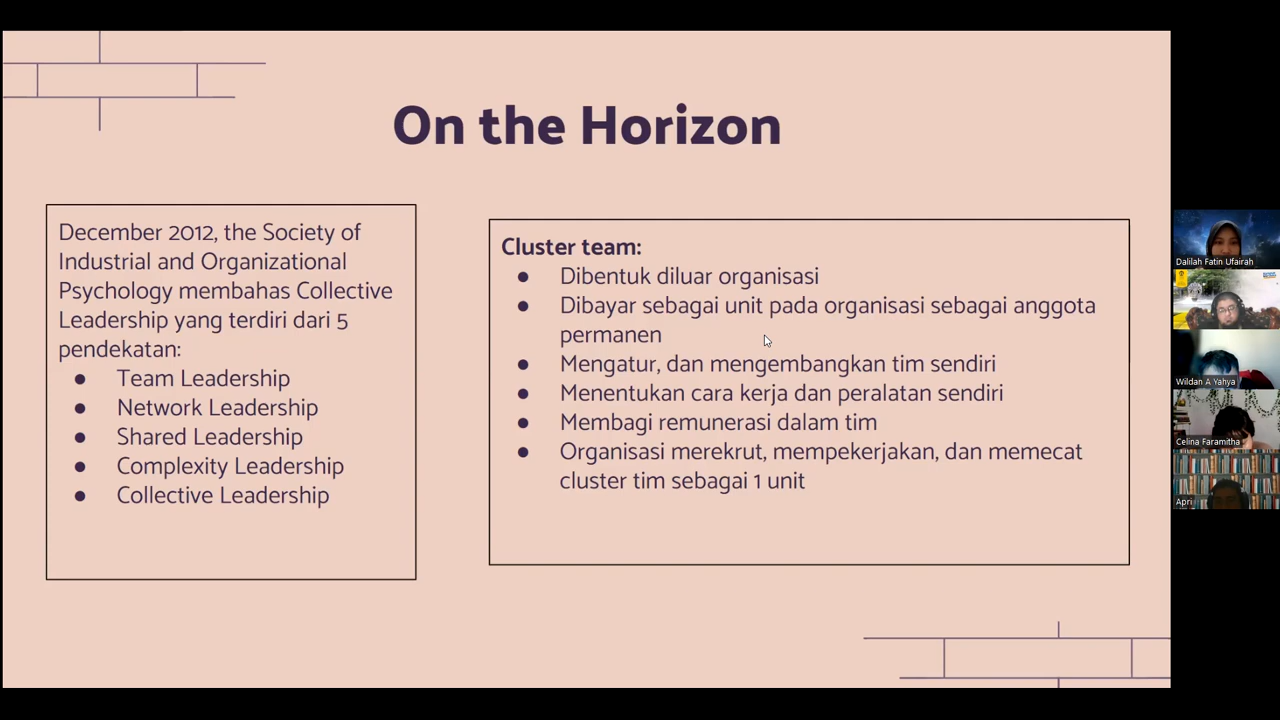 On the Horizon
December 2012, the Society of
Industrial and Organizational
Psychology membahas Collective
Leadership yang terdiri dari 5
pendekatan:
● Team Leadership
● Network Leadership
● Shared Leadership
● Complexity Leadership
● Collective Leadership
Cluster team:
● Dibentuk diluar organisasi
● Dibayar sebagai unit pada organisasi sebagai anggota
permanen
● Mengatur, dan mengembangkan tim sendiri
● Menentukan cara kerja dan peralatan sendiri
● Membagi remunerasi dalam tim
● Organisasi merekrut, mempekerjakan, dan memecat
cluster tim sebagai 1 unit
Dalilah Fatin Ufairah
Wildan A Yahya
Celina Faramitha
Apri